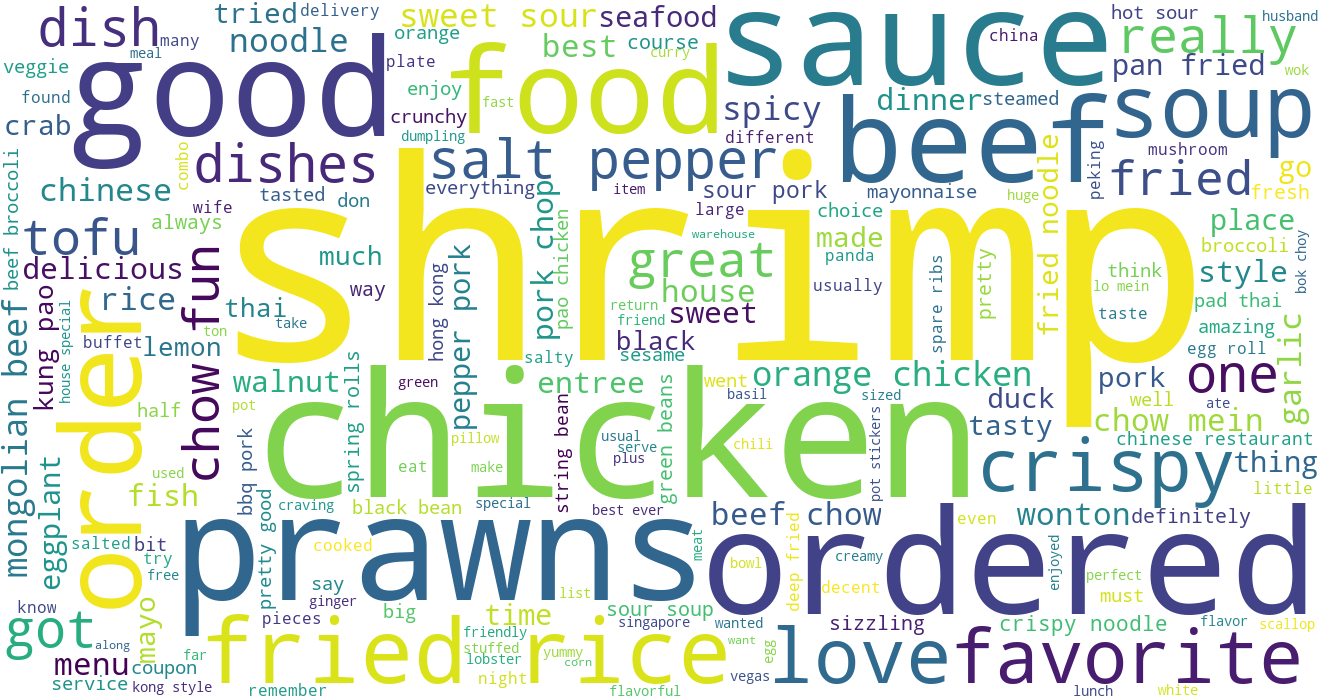 dish
many
meal
tried
delivery
sweet sour
seafood
sauce
china
hot sour
husband
really
veggie
found
crab
good
noodle
orange
plate
enjoy
crunchy
dumpling
food
fast
best
course
curry
spicy
different
dinner
steamed
pan fried
wok
soup
beef
mushroom
fried
peking
go
fresh
beef broccoli
chinese
combo
dishes
tasted
don
wife
always
salt pepper
everything
item
sour pork
large
mayonnaise
huge
fried noodle
place
broccoli
tofu
delicious
rice
kung pao
house special
mongolian beef
buffet
lemon
order
chow fun
thai
ton
take
much
way
hong kong
pepper pork
pork chop
pao chicken
shrimp
great
warehouse
house
return
friend
sweet
salty
sesame
black
choice
made
panda
usually
spare ribs
pretty
think
lo mein
taste
style
bok choy
pad thai
amazing
egg roll
garlic
walnut
spring rolls
green
entree
went
basil
orange chicken
sized
duck
tasty
pork
well
one
ate
chow mein
chinese restaurant
half
pot
used
fish
eggplant
bbq pork
pretty good
chicken
pillow
eat
make
craving
black bean
special
string bean
usual
serve
plus
green beans
best ever
chili
pot stickers
crispy
thing
little
salted
bit
try
free
prawns
cooked
say
ginger
pieces
list
meat
beef chow
bowl
deep fried
creamy
decent
even
wonton
definitely
enjoyed
perfect
must
ordered
know
got
along
mayo
menu
coupon
service
kong style
far
remember
fried rice
big
time
friendly
stuffed
lobster
yummy
corn
night
sour soup
singapore
wanted
want
flavorful
vegas
egg
love
sizzling
crispy noodle
flavor
scallop
favorite
lunch
white